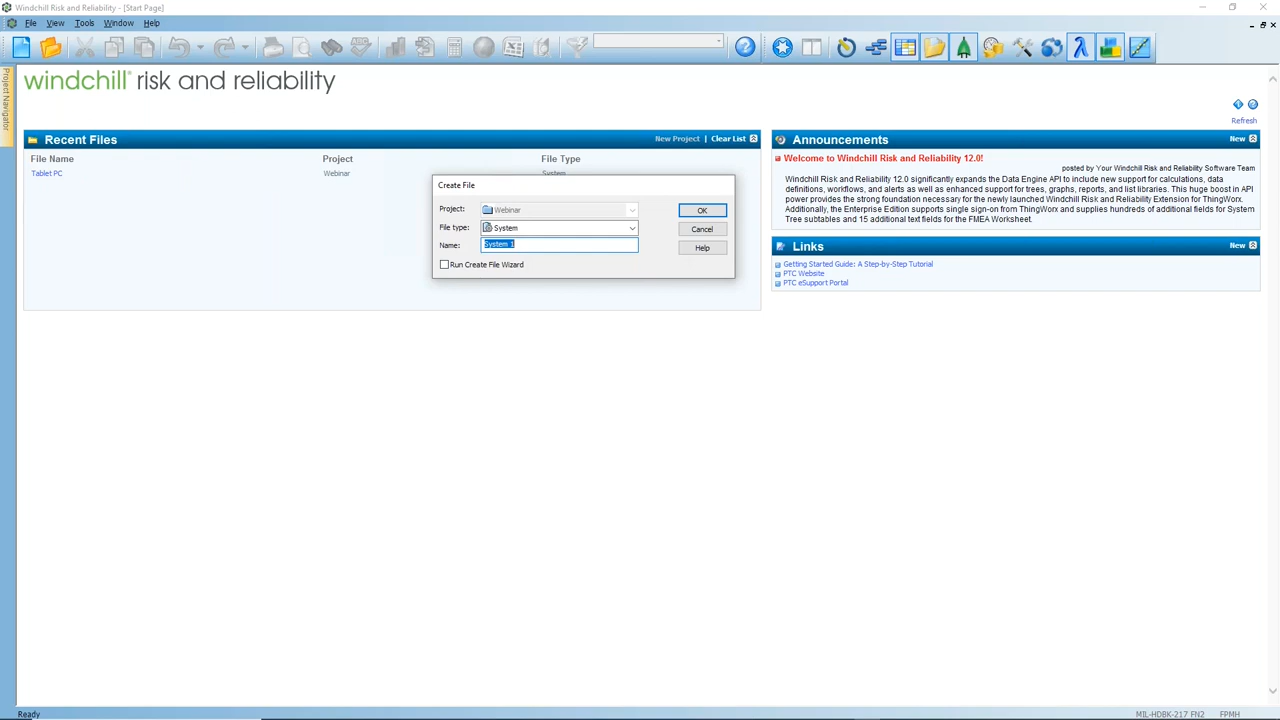 Windchill Risk and Reliability - [Start Page]
File View Tools Window Help
Project Navigator
windchill® risk and reliability
Refresh
Recent Files New Project | Clear List
File Name Project File Type
Tablet PC Webinar System
Create File
Project: Webinar
File type: System
Name: System 1
Run Create File Wizard
OK
Cancel
Help
Announcements New
Welcome to Windchill Risk and Reliability 12.0!
posted by Your Windchill Risk and Reliability Software Team
Windchill Risk and Reliability 12.0 significantly expands the Data Engine API to include new support for calculations, data
definitions, workflows, and alerts as well as enhanced support for trees, graphs, reports, and list libraries. This huge boost in API
power provides the strong foundation necessary for the newly launched Windchill Risk and Reliability Extension for ThingWorx.
Additionally, the Enterprise Edition supports single sign-on from ThingWorx and supplies hundreds of additional fields for System
Tree subtables and 15 additional text fields for the FMEA Worksheet.
Links New
Getting Started Guide: A Step-by-Step Tutorial
PTC Website
PTC eSupport Portal
Ready
MIL-HDBK-217 FN2 FPMH